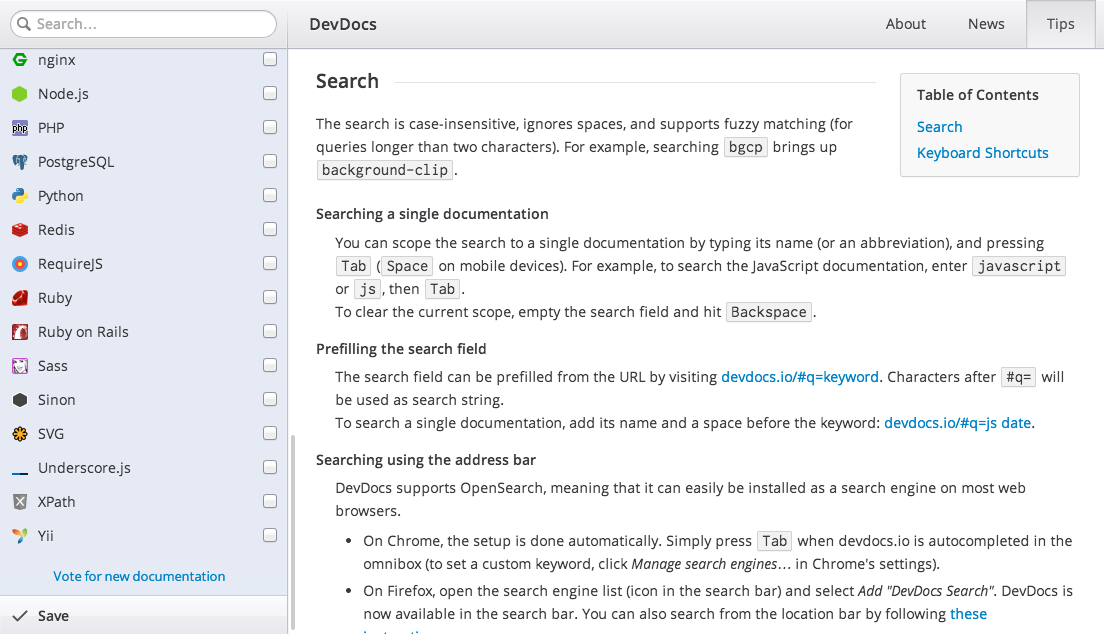 Search...
DevDocs
About
News
Tips
nginx
Node.js
php
PHP
PostgreSQL
Python
Redis
RequireJS
Ruby
Ruby on Rails
Sass
Sinon
SVG
Underscore.js
XPath
Yii
Vote for new documentation
Save
Search
The search is case-insensitive, ignores spaces, and supports fuzzy matching (for
queries longer than two characters). For example, searching bgcp brings up
background-clip.
Searching a single documentation
You can scope the search to a single documentation by typing its name (or an abbreviation), and pressing
Tab (Space on mobile devices). For example, to search the JavaScript documentation, enter javascript
or js, then Tab.
To clear the current scope, empty the search field and hit Backspace.
Prefilling the search field
The search field can be prefilled from the URL by visiting devdocs.io/#q=keyword. Characters after #q= will
be used as search string.
To search a single documentation, add its name and a space before the keyword: devdocs.io/#q=js date.
Searching using the address bar
DevDocs supports OpenSearch, meaning that it can easily be installed as a search engine on most web
browsers.
• On Chrome, the setup is done automatically. Simply press Tab when devdocs.io is autocompleted in the
omnibox (to set a custom keyword, click Manage search engines… in Chrome's settings).
• On Firefox, open the search engine list (icon in the search bar) and select Add "DevDocs Search". DevDocs is
now available in the search bar. You can also search from the location bar by following these
Table of Contents
Search
Keyboard Shortcuts